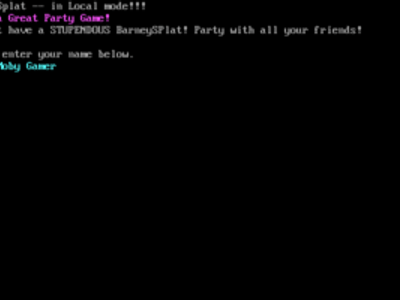 Splat -- in Local mode!!!
a Great Party Game!
t have a STUPENDOUS BarneySPlat! Party with all your friends!
enter your name below.
Moby Gamer